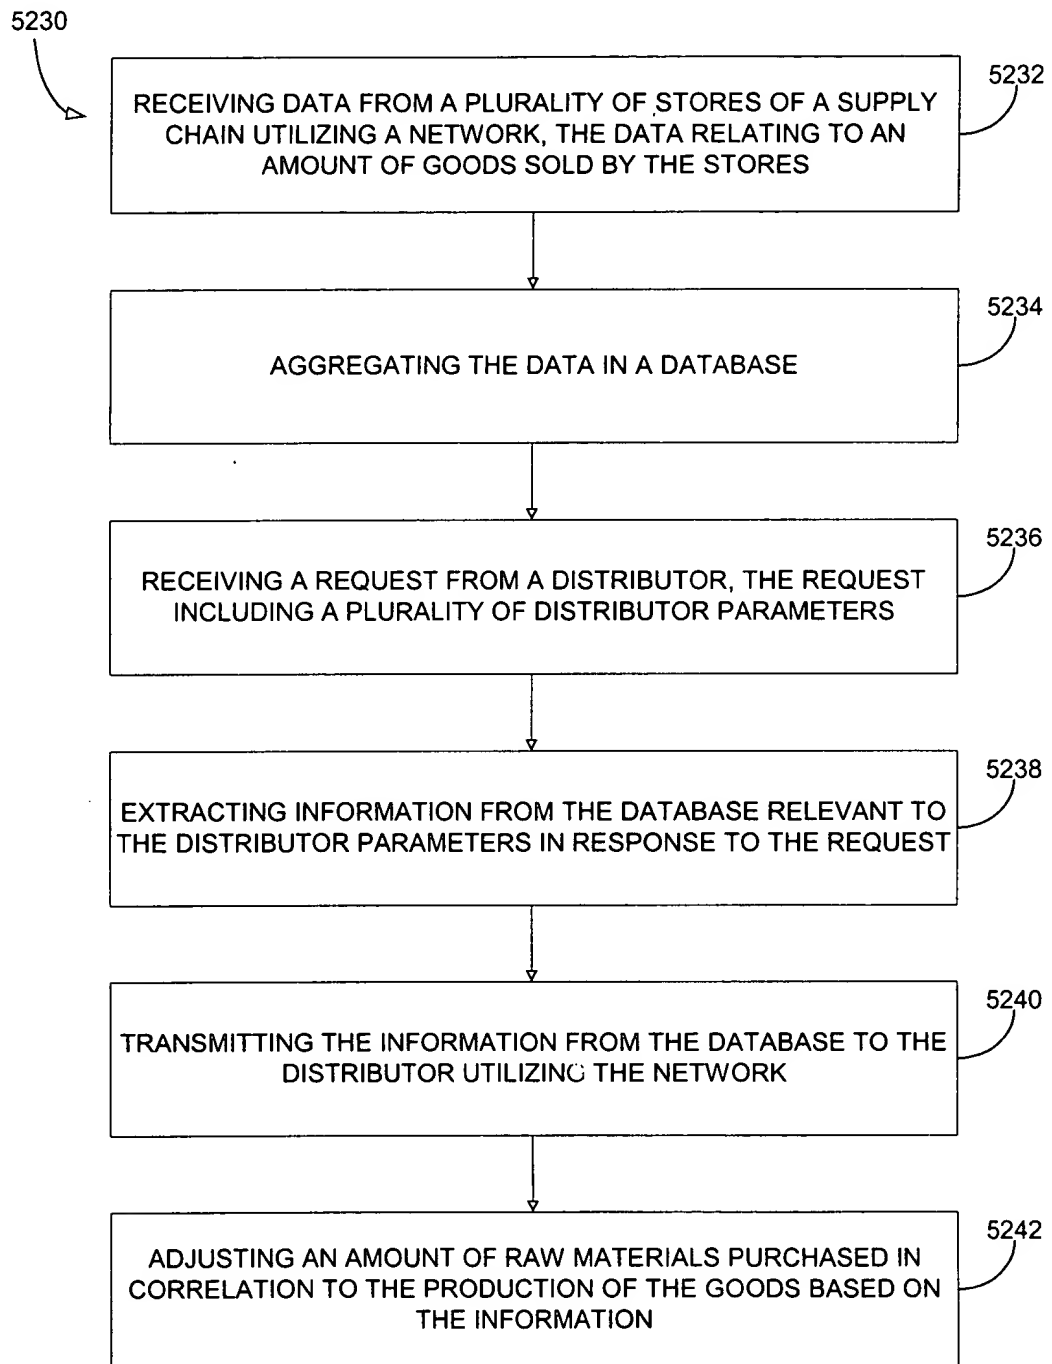 5230
5232
RECEIVING DATA FROM A PLURALITY OF STORES OF A SUPPLY
CHAIN UTILIZING A NETWORK, THE DATA RELATING TO AN
AMOUNT OF GOODS SOLD BY THE STORES
5234
AGGREGATING THE DATA IN A DATABASE
5236
RECEIVING A REQUEST FROM A DISTRIBUTOR, THE REQUEST
INCLUDING A PLURALITY OF DISTRIBUTOR PARAMETERS
5238
EXTRACTING INFORMATION FROM THE DATABASE RELEVANT TO
THE DISTRIBUTOR PARAMETERS IN RESPONSE TO THE REQUEST
5240
TRANSMITTING THE INFORMATION FROM THE DATABASE TO THE
DISTRIBUTOR UTILIZING THE NETWORK
5242
ADJUSTING AN AMOUNT OF RAW MATERIALS PURCHASED IN
CORRELATION TO THE PRODUCTION OF THE GOODS BASED ON
THE INFORMATION